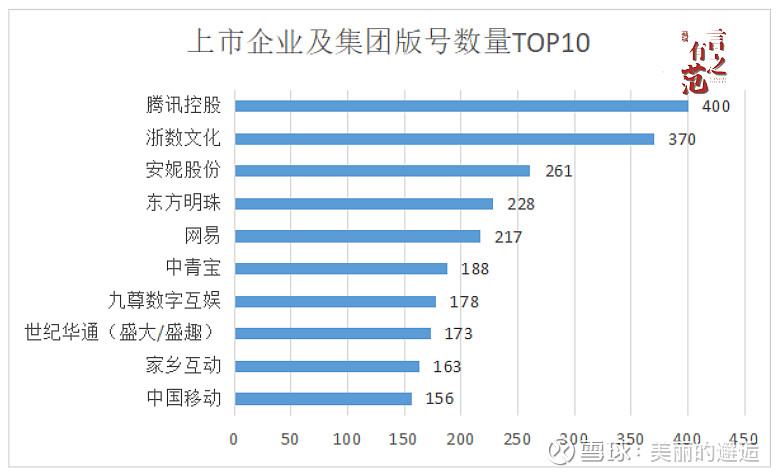 上市企业及集团版号数量TOP10
言之有范
腾讯控股 400
浙数文化 370
安妮股份 261
东方明珠 228
网易 217
中青宝 188
九尊数字互娱 178
世纪华通（盛大/盛趣） 173
家乡互动 163
中国移动 156
0 50 100 150 200 250 300 350 400 450
雪球：美丽的邂逅